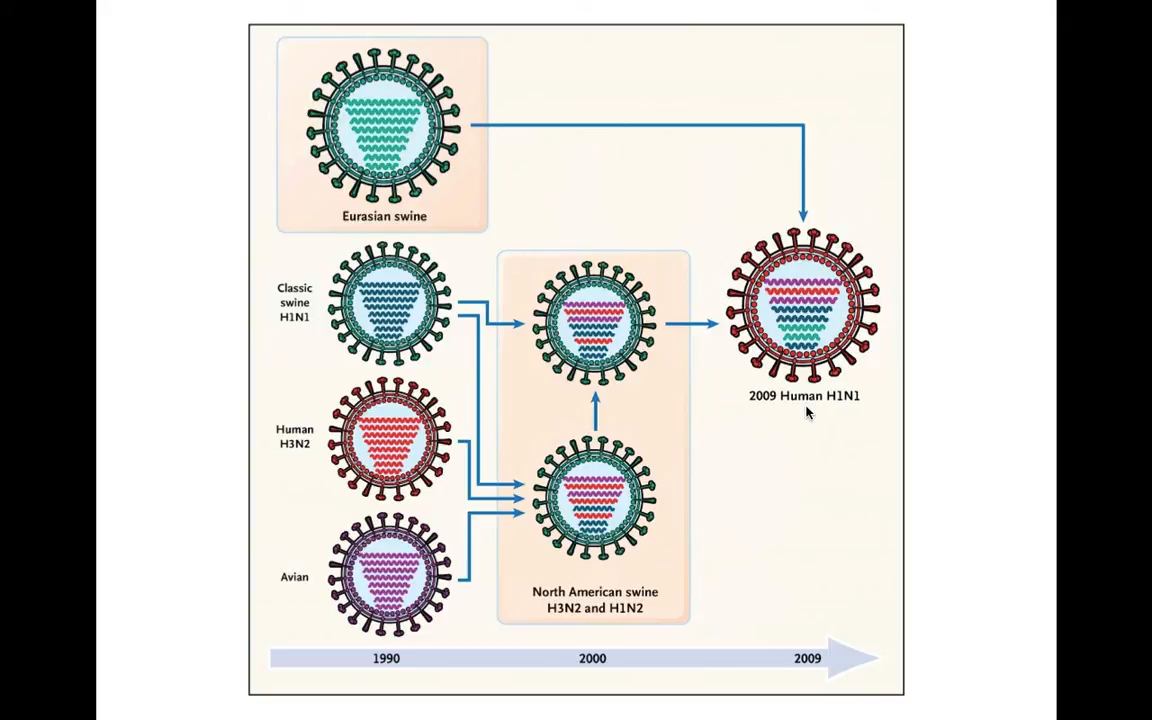 Eurasian swine
Classic
swine
H1N1
Human
H3N2
Avian
North American swine
H3N2 and H1N2
2009 Human H1N1
1990
2000
2009